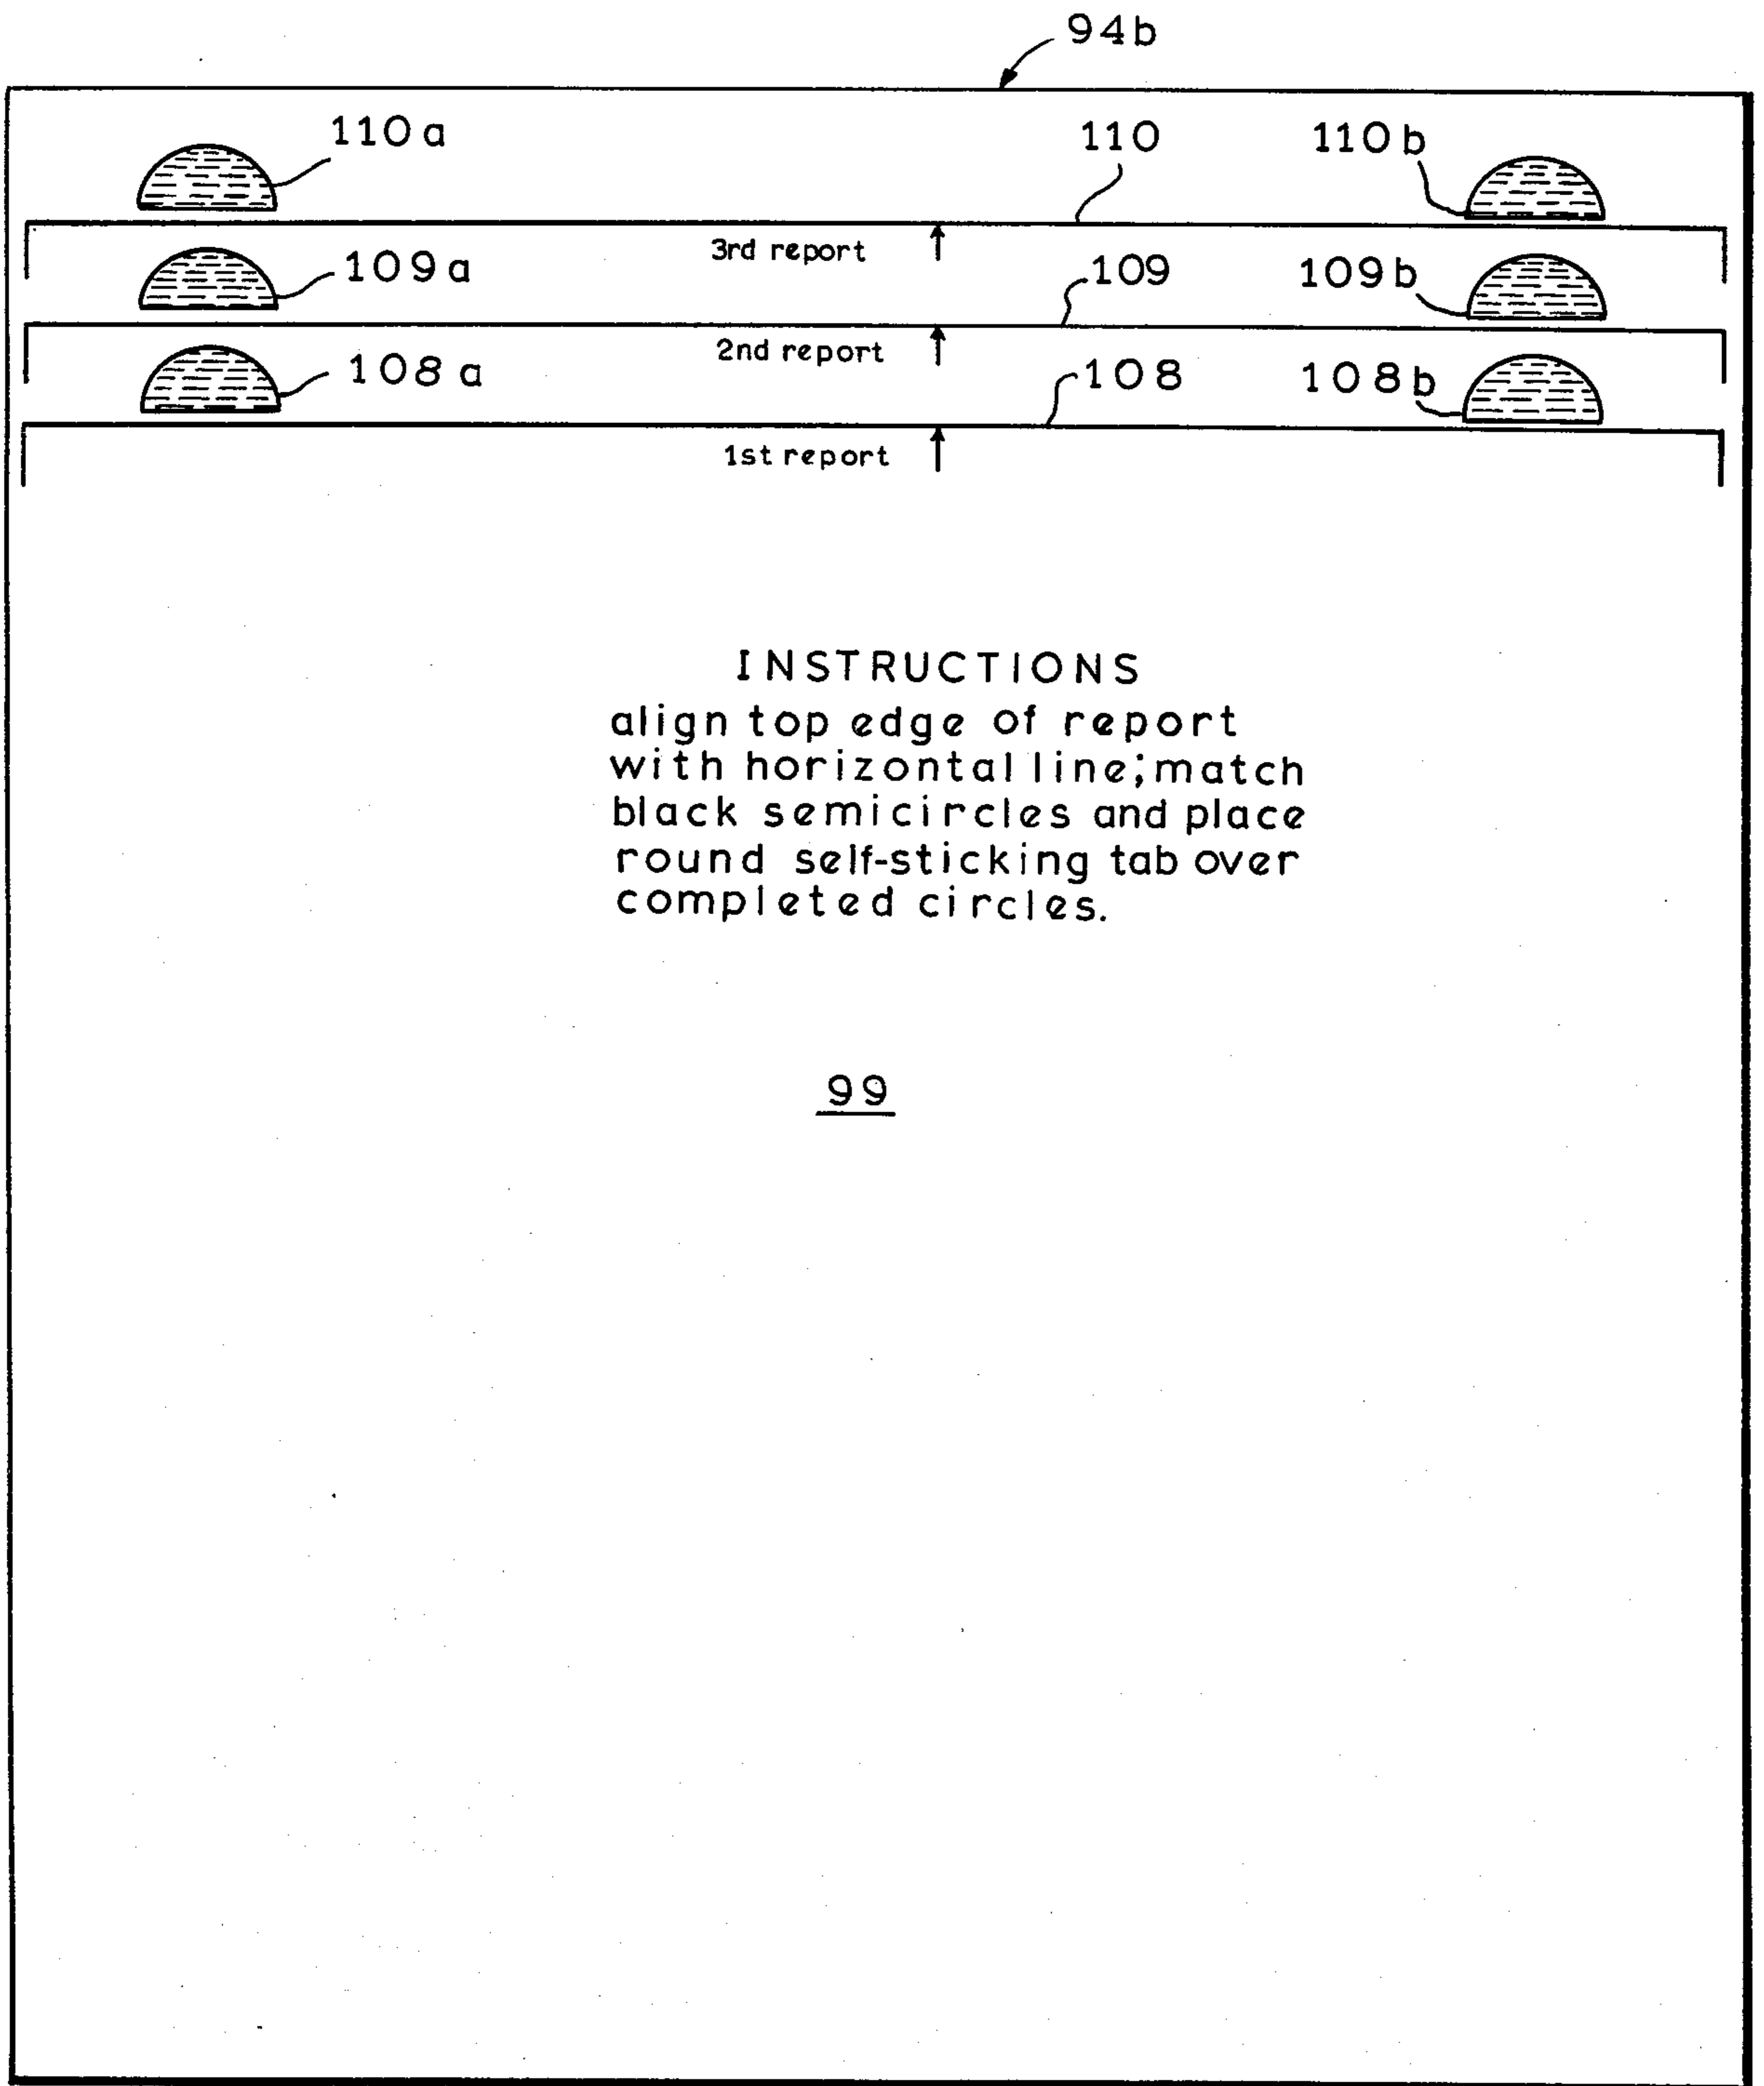 94b
110a 110 110b
3rd report
109a 109 109b
2nd report
108a 108 108b
1st report
INSTRUCTIONS
align top edge of report
with horizontal line; match
black semicircles and place
round self-sticking tab over
completed circles.
99